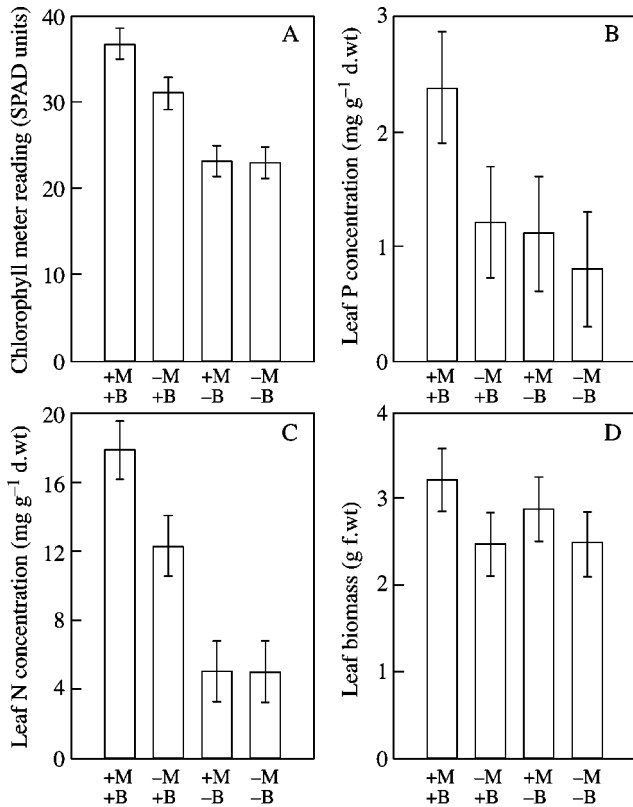 A
Chlorophyll meter reading (SPAD units)
40
30
20
10
0
+M –M +M –M
+B +B –B –B
B
Leaf P concentration (mg g⁻¹ d.wt)
3
2
1
0
+M –M +M –M
+B +B –B –B
C
Leaf N concentration (mg g⁻¹ d.wt)
20
16
12
8
4
0
+M –M +M –M
+B +B –B –B
D
Leaf biomass (g f.wt)
4
3
2
1
0
+M –M +M –M
+B +B –B –B